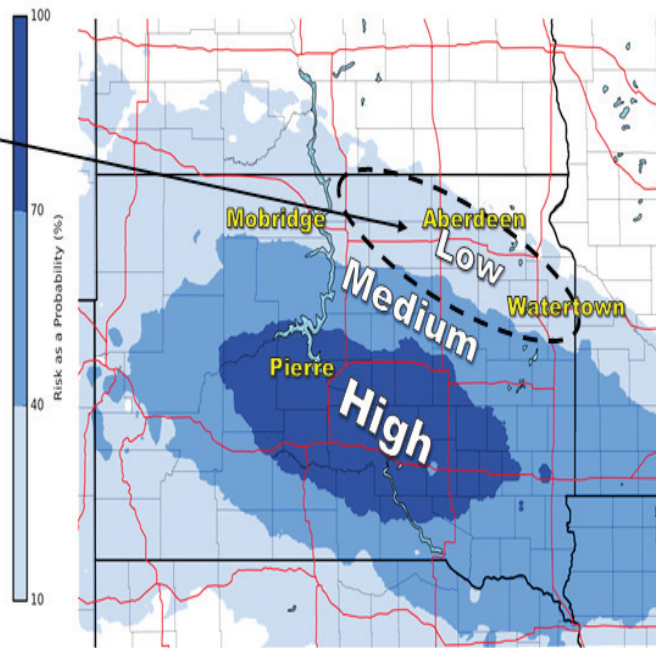 100
70
40
10
Risk as a Probability (%)
Mobridge
Aberdeen
Low
Medium
Watertown
Pierre
High